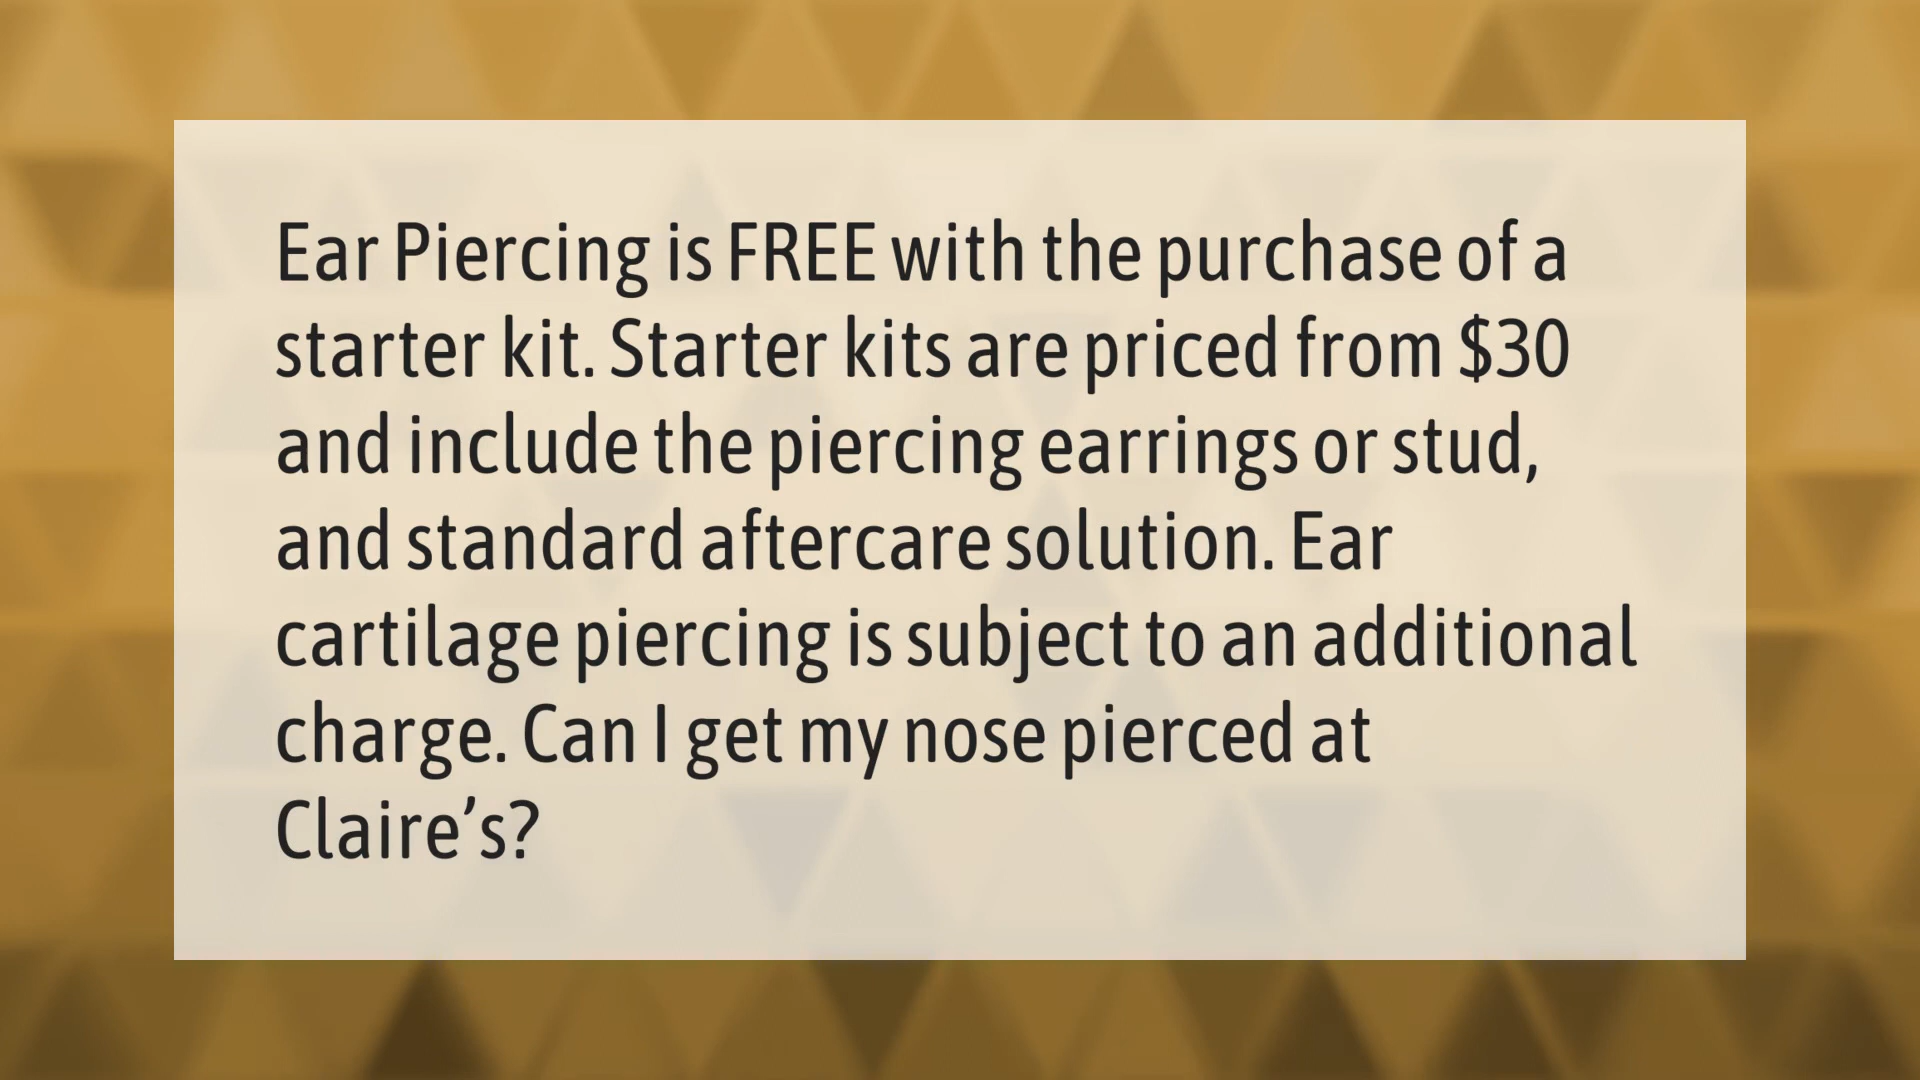 Ear Piercing is FREE with the purchase of a
starter kit. Starter kits are priced from $30
and include the piercing earrings or stud,
and standard aftercare solution. Ear
cartilage piercing is subject to an additional
charge. Can I get my nose pierced at
Claire’s?